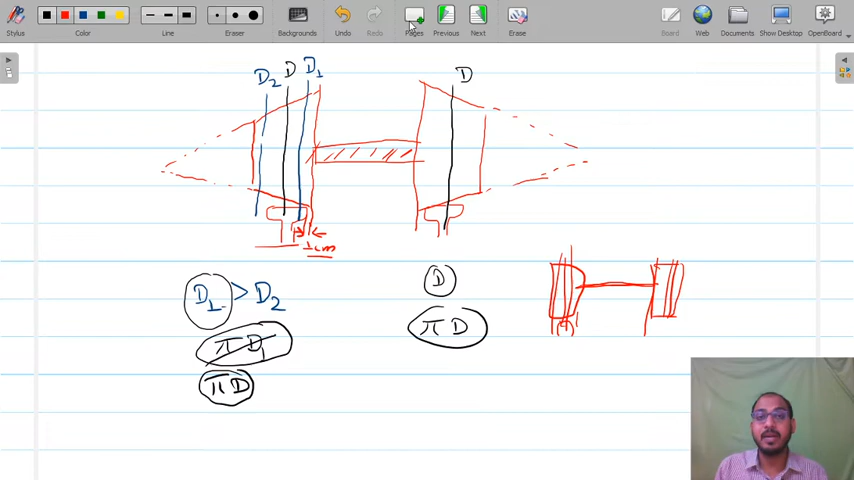 Stylus
Color
Line
Eraser
Backgrounds
Undo
Redo
Pages
Previous
Next
Erase
Board
Web
Documents
Show Desktop
OpenBoard
D₂ D D₁
D
1cm
D₁ > D₂
πD₁
πD
D
πD